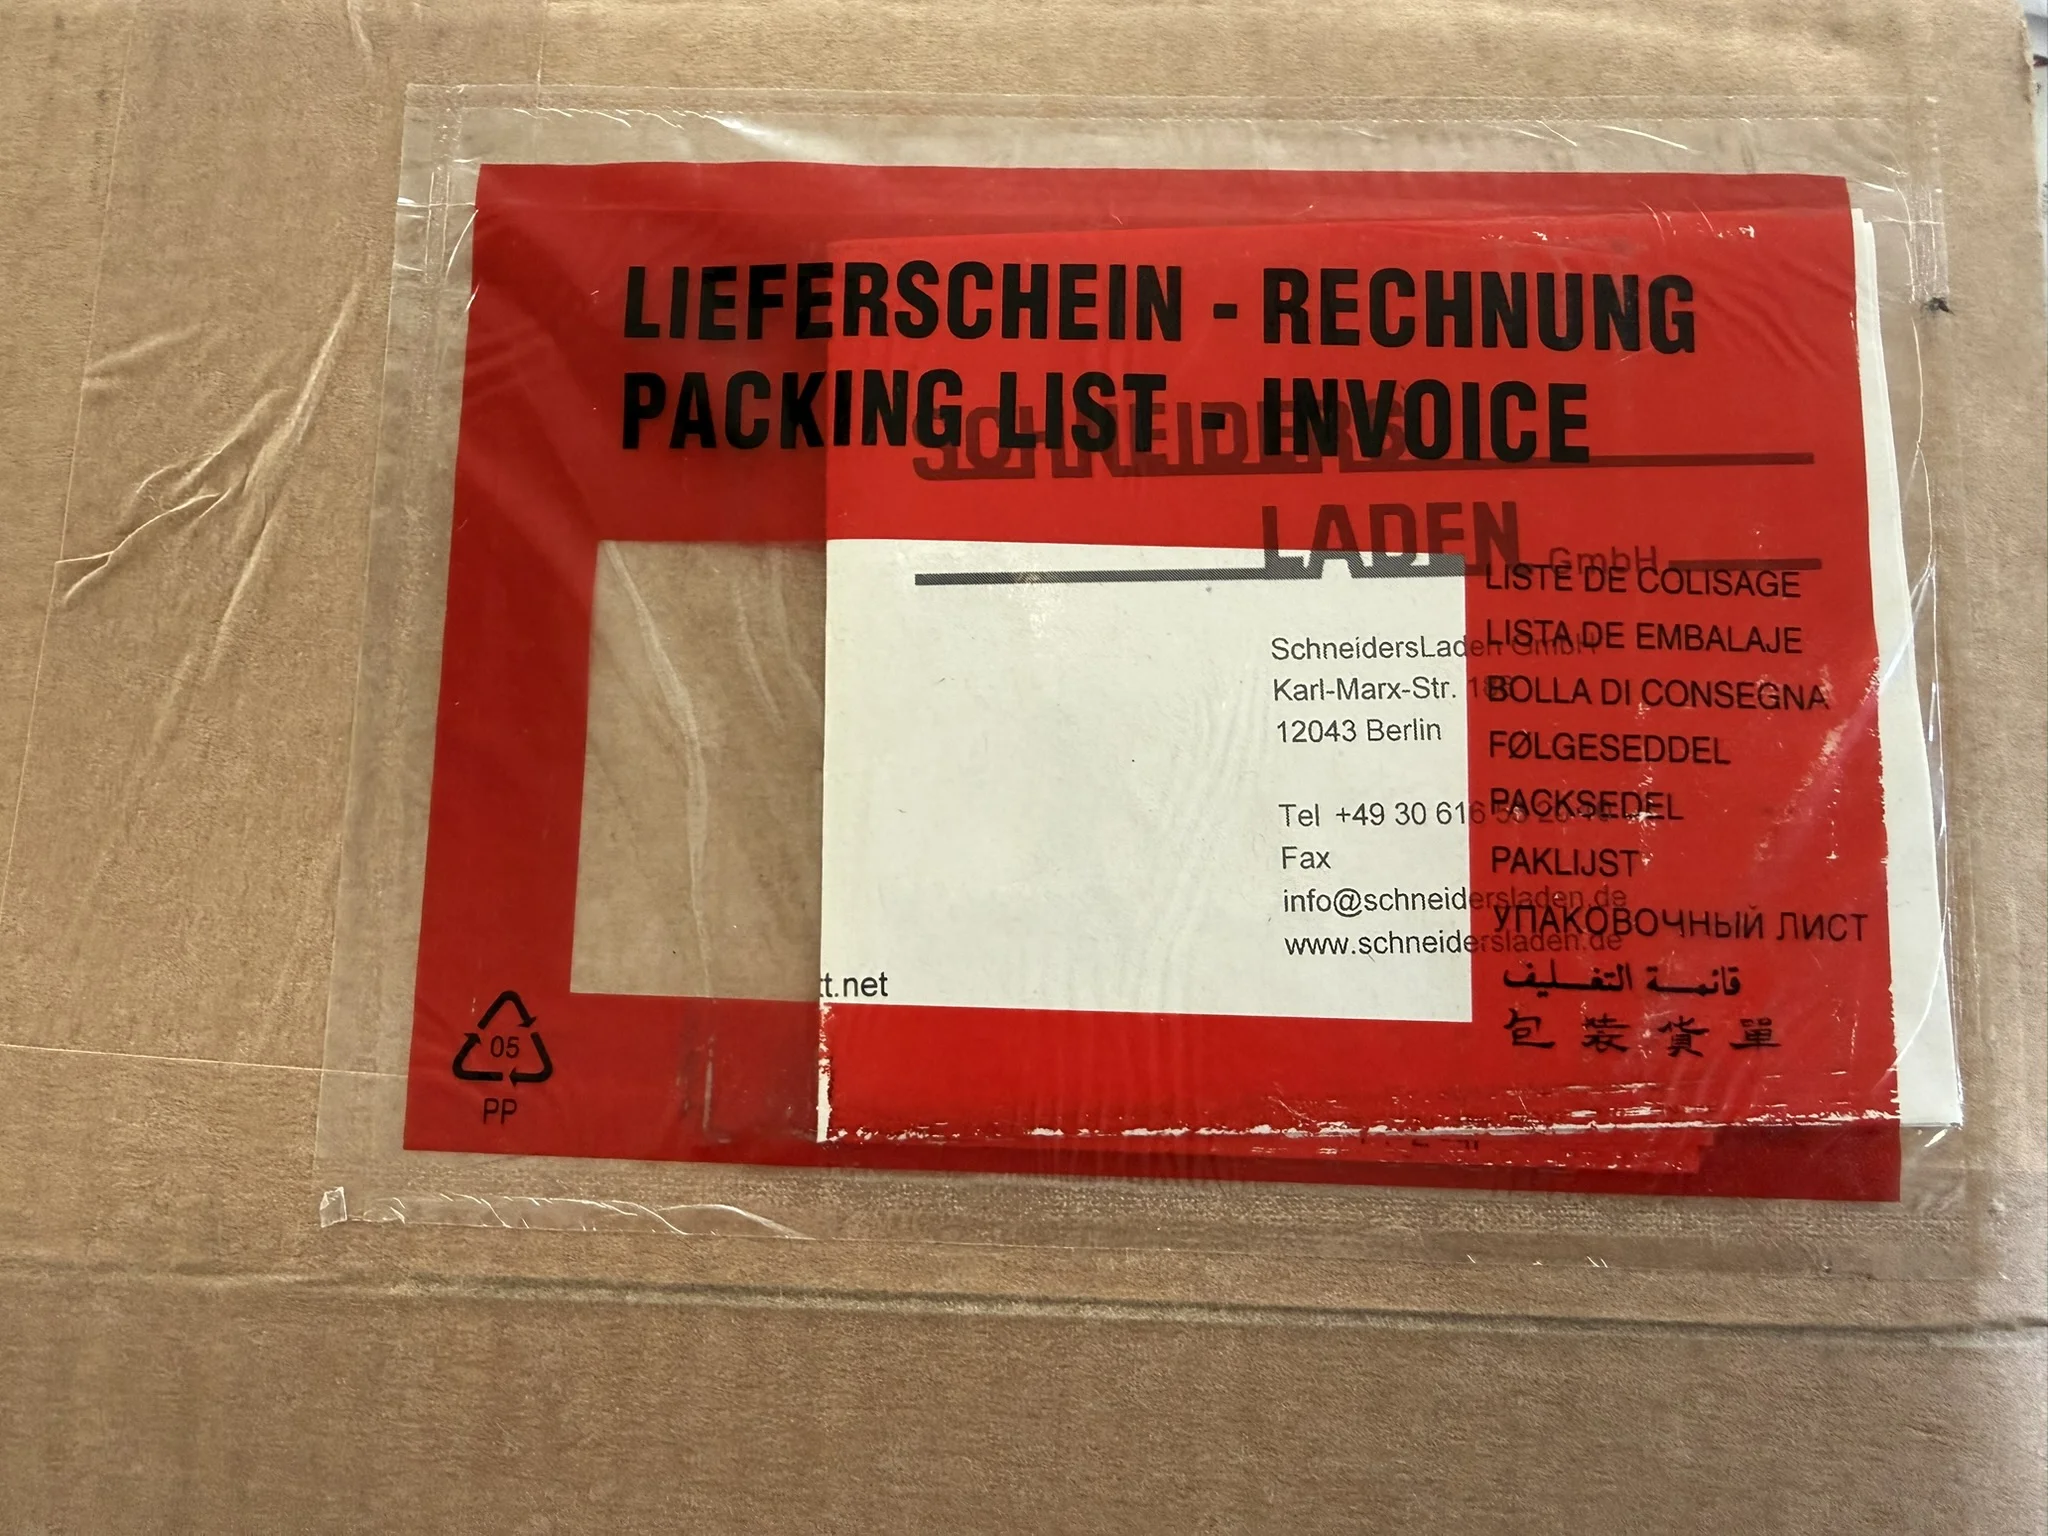 LIEFERSCHEIN - RECHNUNG
PACKING LIST - INVOICE
SCHNEIDERS
LADEN GmbH
SchneidersLaden GmbH
Karl-Marx-Str.
12043 Berlin
Tel +49 30 616
Fax
info@schneidersladen.de
www.schneidersladen.de
tt.net
LISTE DE COLISAGE
LISTA DE EMBALAJE
BOLLA DI CONSEGNA
FØLGESEDDEL
PACKSEDEL
PAKLIJST
УПАКОВОЧНЫЙ ЛИСТ
قائمة التغليف
包裝貨單
05
PP